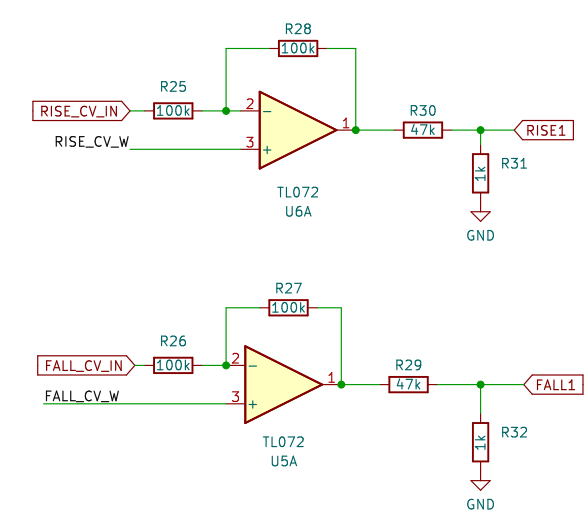 R28
100k
R25
RISE_CV_IN
100k
2
-
RISE_CV_W
3
+
1
R30
47k
RISE1
1k
R31
TL072
U6A
GND
R27
100k
R26
FALL_CV_IN
100k
2
-
FALL_CV_W
3
+
1
R29
47k
FALL1
1k
R32
TL072
U5A
GND